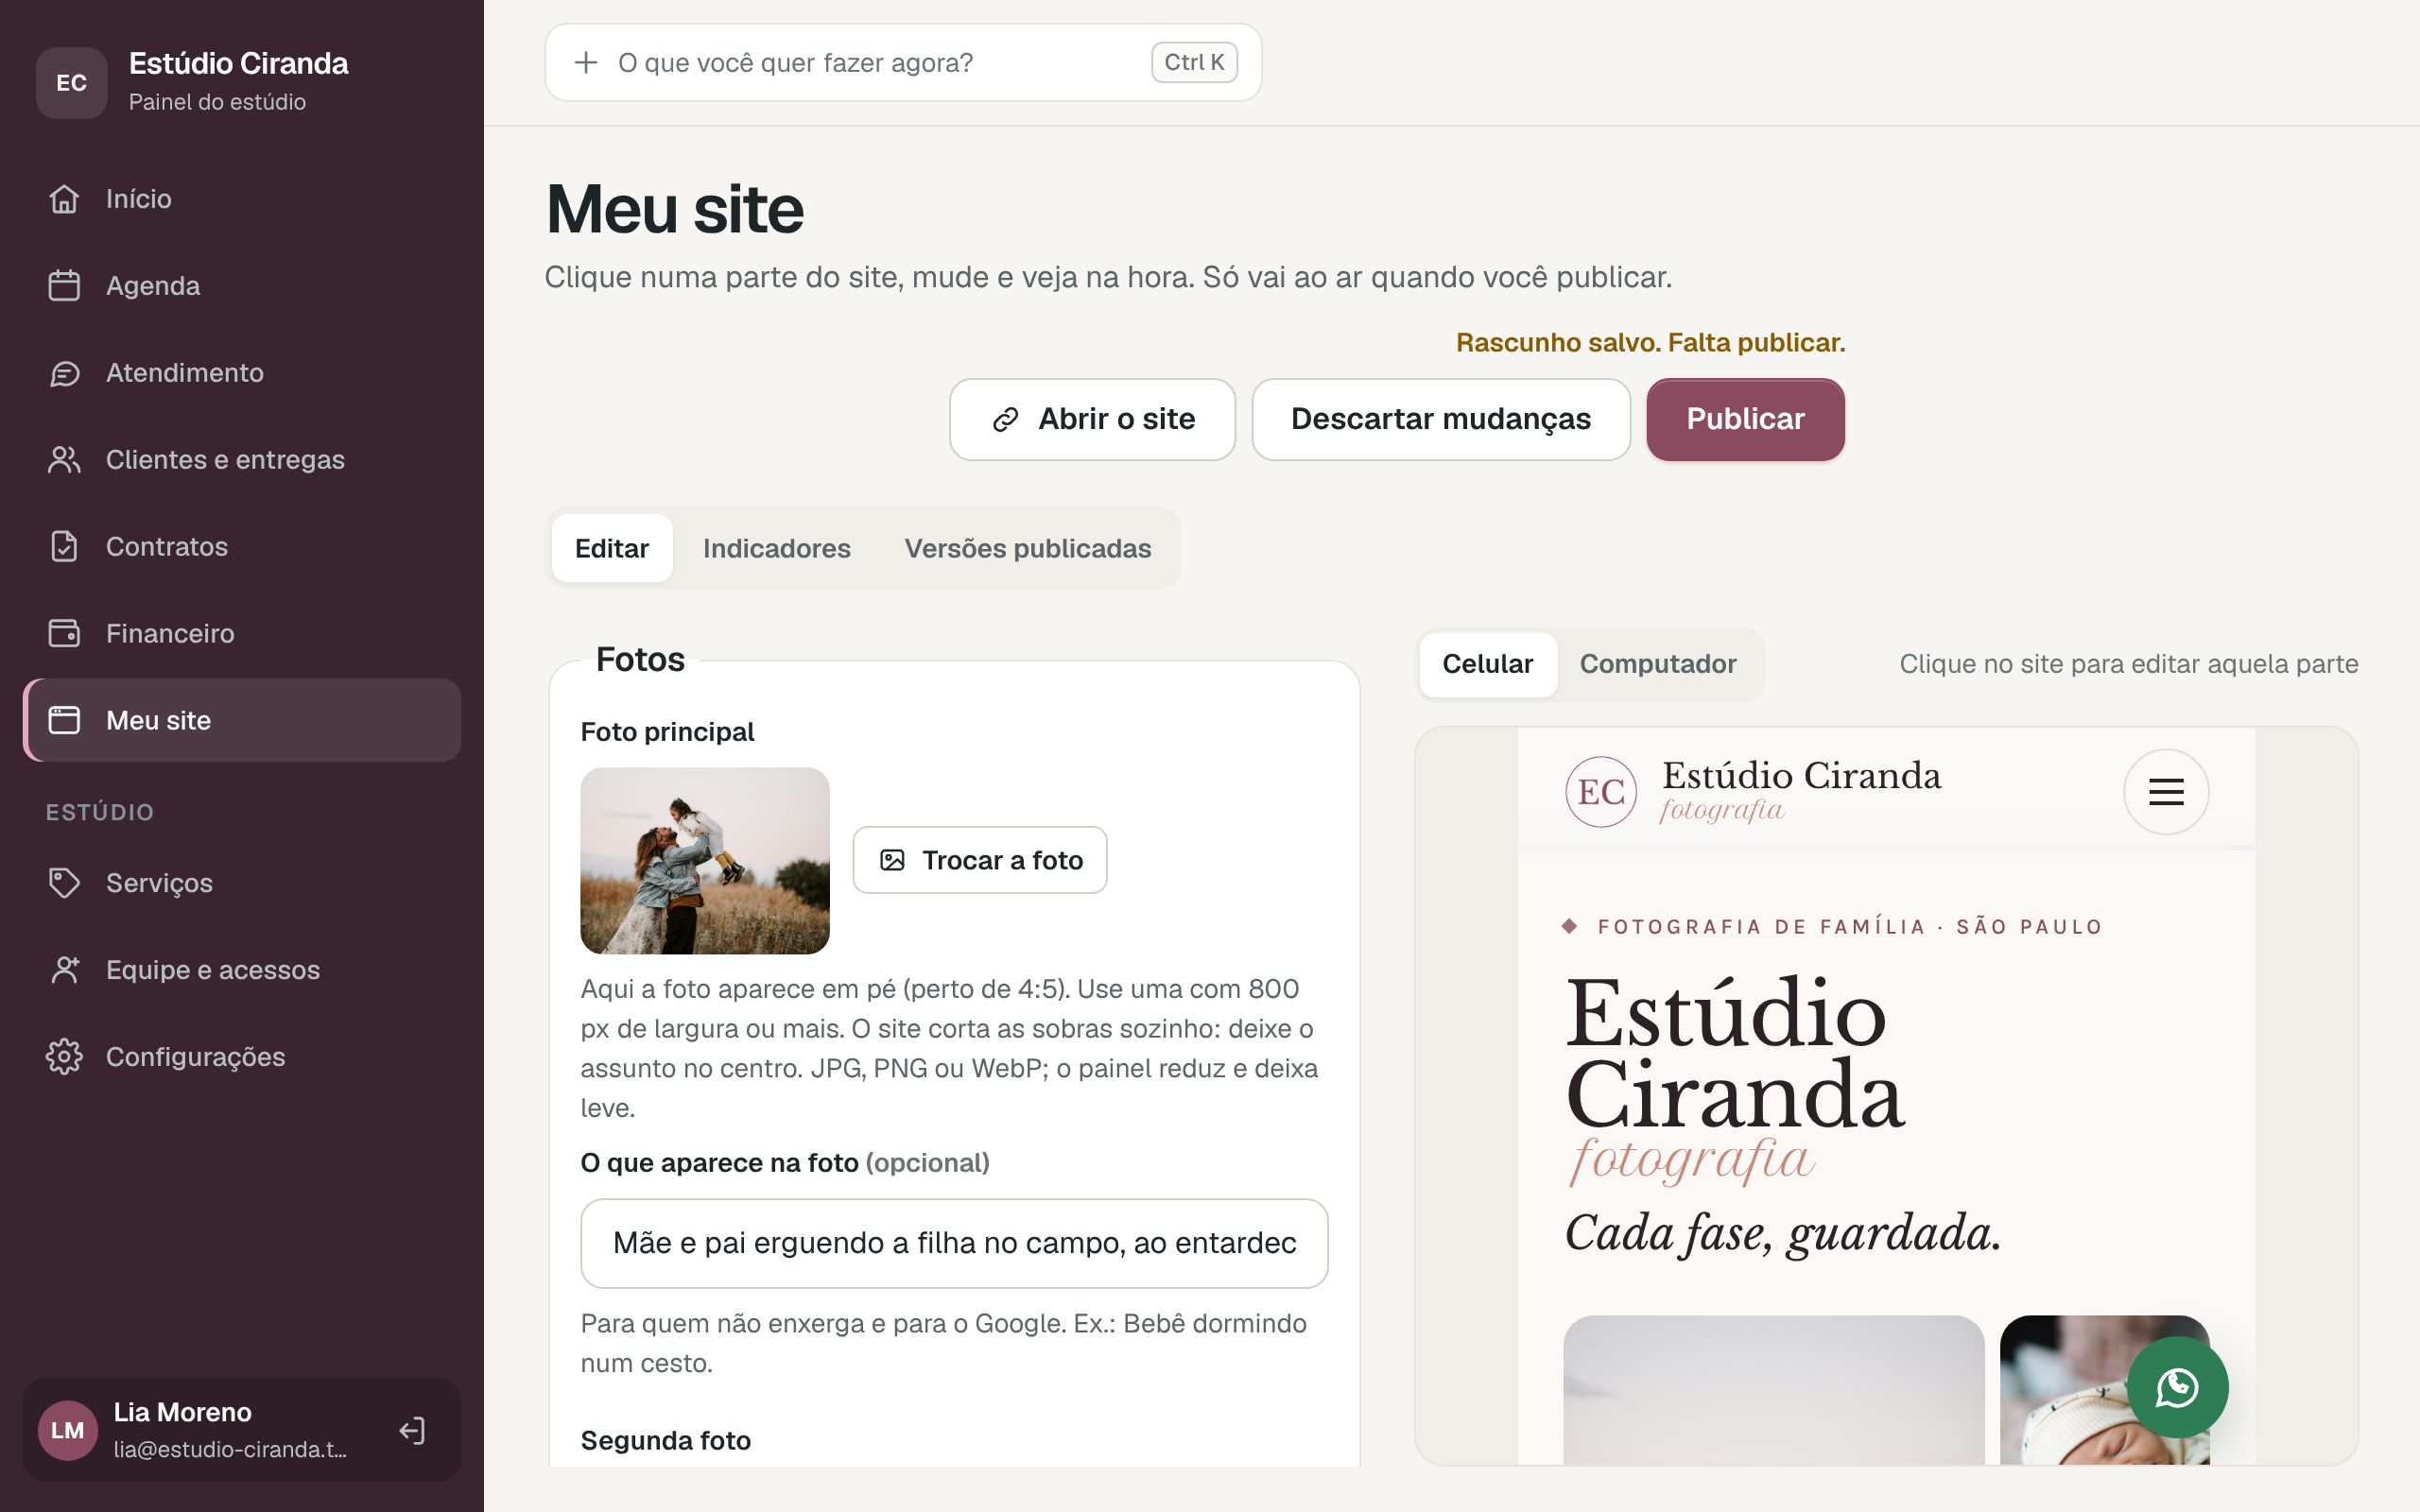 EC
Estúdio Ciranda
Painel do estúdio
Início
Agenda
Atendimento
Clientes e entregas
Contratos
Financeiro
Meu site
ESTÚDIO
Serviços
Equipe e acessos
Configurações
LM
Lia Moreno
lia@estudio-ciranda.t...
O que você quer fazer agora?
Ctrl K
Meu site
Clique numa parte do site, mude e veja na hora. Só vai ao ar quando você publicar.
Rascunho salvo. Falta publicar.
Abrir o site
Descartar mudanças
Publicar
Editar
Indicadores
Versões publicadas
Fotos
Foto principal
Trocar a foto
Aqui a foto aparece em pé (perto de 4:5). Use uma com 800
px de largura ou mais. O site corta as sobras sozinho: deixe o
assunto no centro. JPG, PNG ou WebP; o painel reduz e deixa
leve.
O que aparece na foto (opcional)
Mãe e pai erguendo a filha no campo, ao entardec
Para quem não enxerga e para o Google. Ex.: Bebê dormindo
num cesto.
Segunda foto
Celular
Computador
Clique no site para editar aquela parte
EC
Estúdio Ciranda
fotografia
FOTOGRAFIA DE FAMÍLIA · SÃO PAULO
Estúdio
Ciranda
fotografia
Cada fase, guardada.